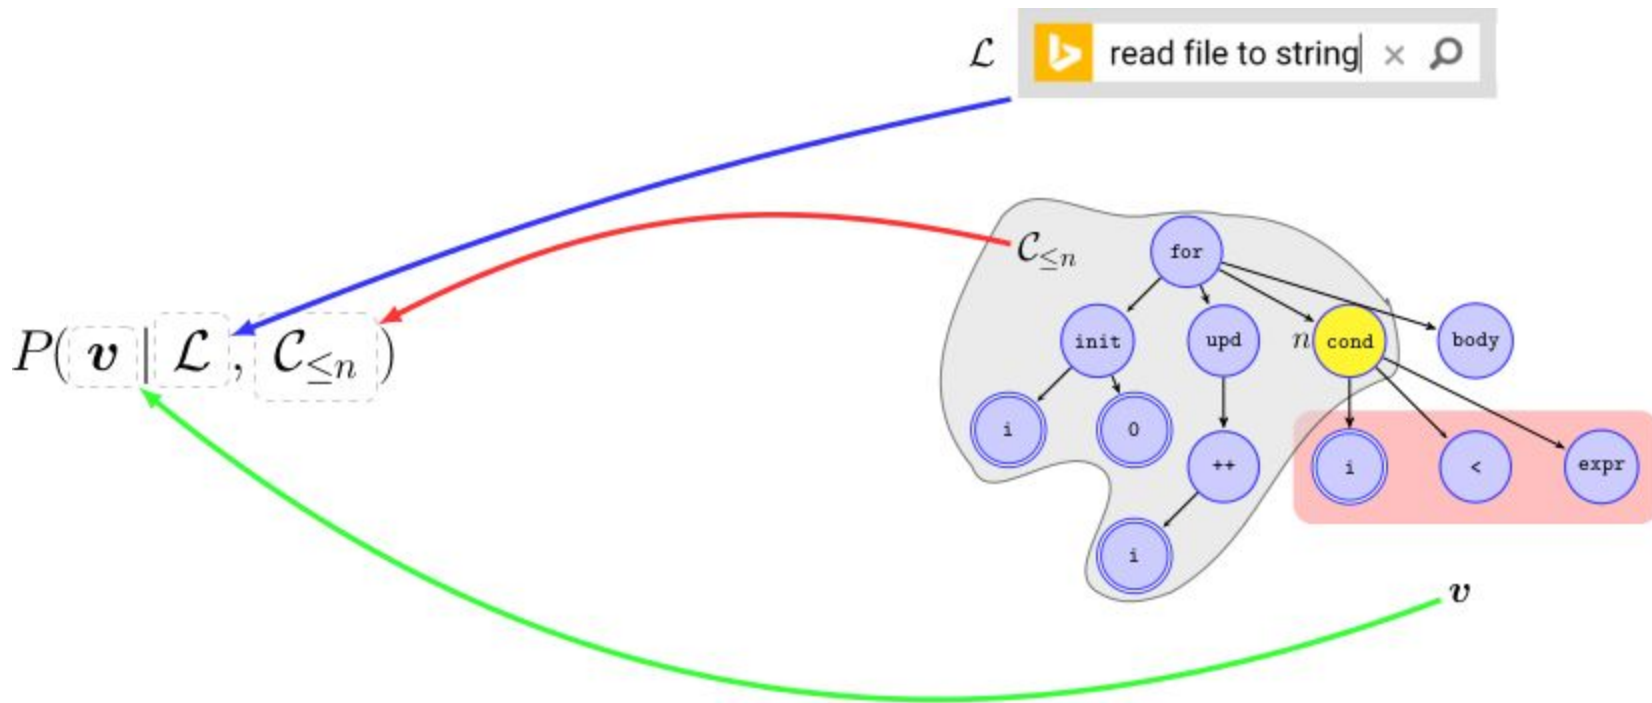 ℒ read file to string
𝒞≤n
for
init upd n cond body
P(v | ℒ, 𝒞≤n)
i 0 ++ i < expr
i
v